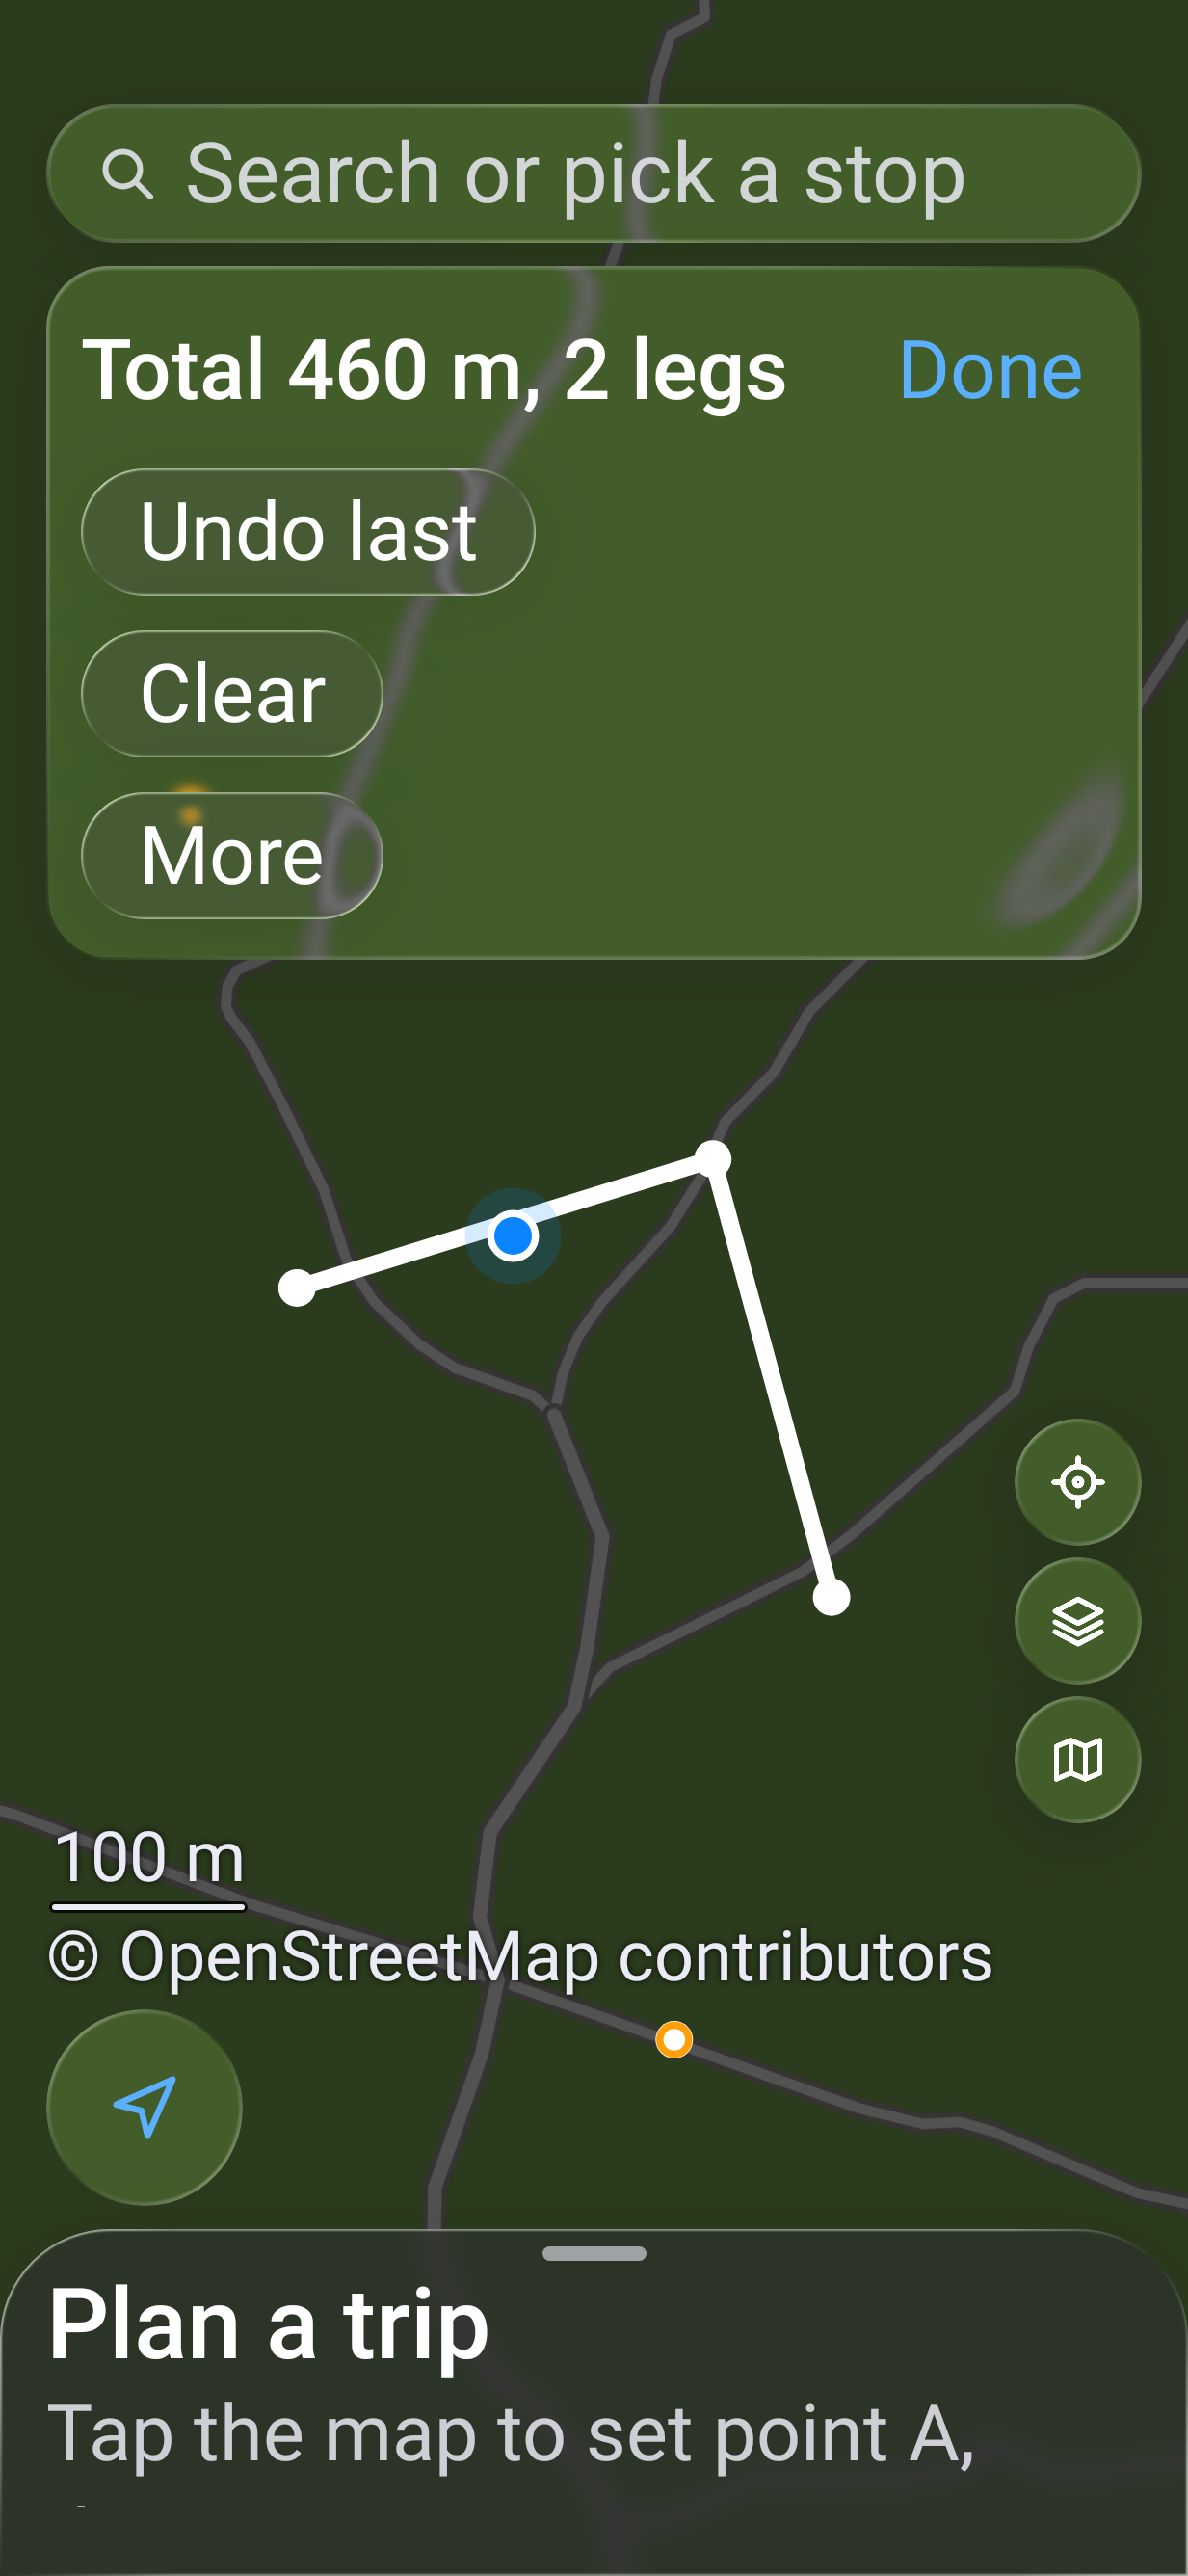 Search or pick a stop
Total 460 m, 2 legs
Done
Undo last
Clear
More
100 m
© OpenStreetMap contributors
Plan a trip
Tap the map to set point A,